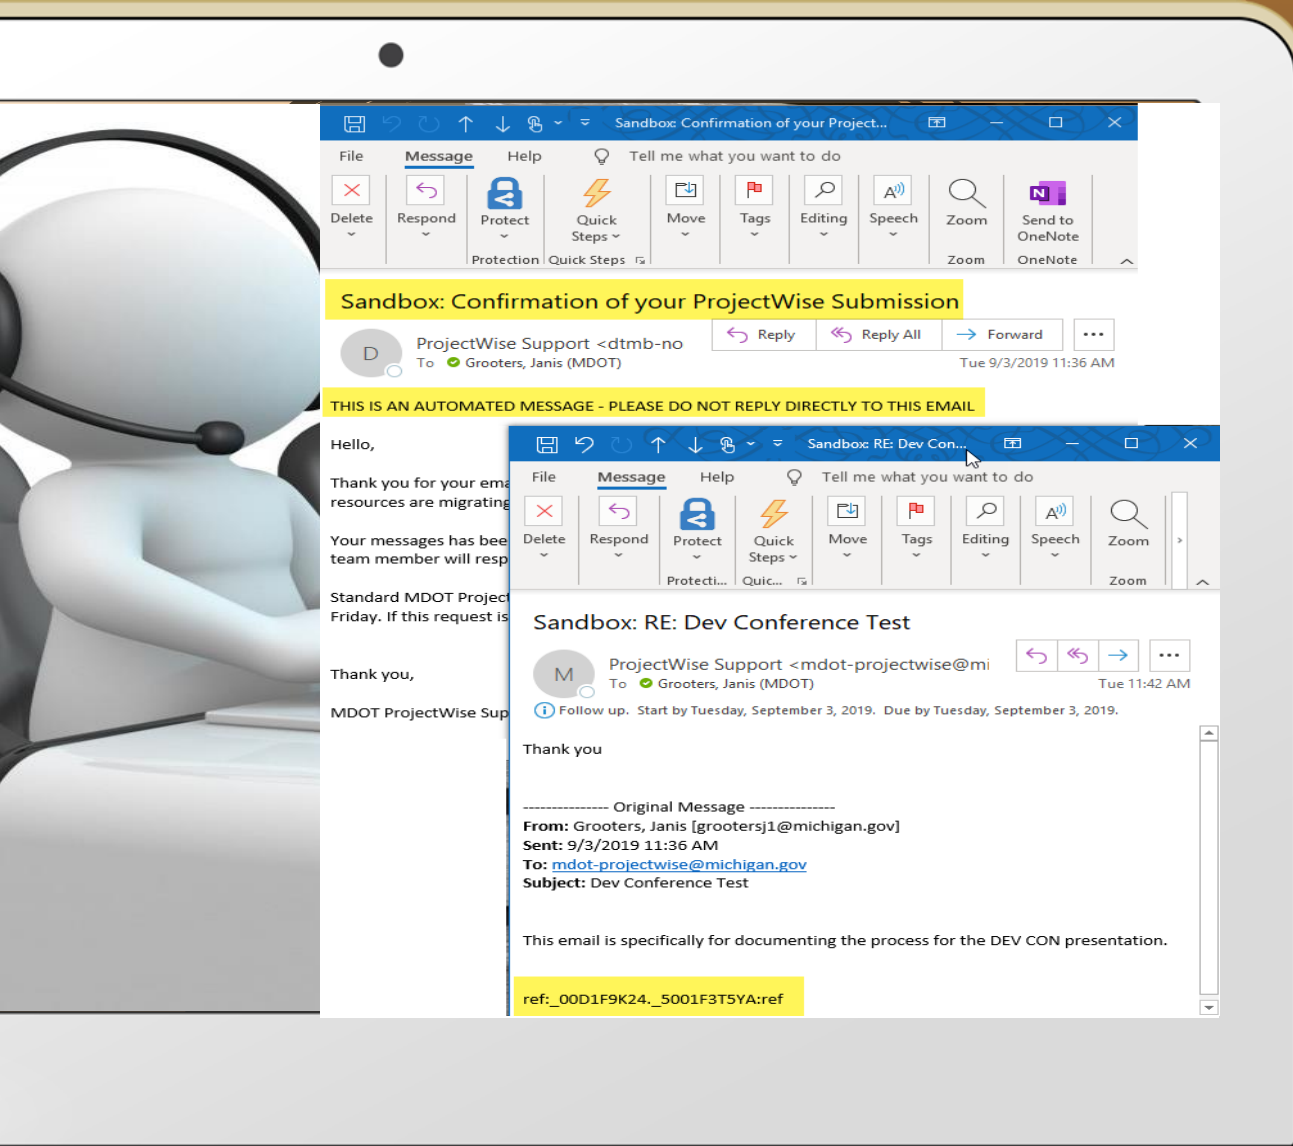 Sandbox: Confirmation of your Project...
File Message Help Tell me what you want to do
Delete Respond Protect Quick Steps Move Tags Editing Speech Zoom Send to OneNote
Protection Quick Steps Zoom OneNote
Sandbox: Confirmation of your ProjectWise Submission
D
ProjectWise Support <dtmb-no
Reply Reply All Forward
To Grooters, Janis (MDOT)
Tue 9/3/2019 11:36 AM
THIS IS AN AUTOMATED MESSAGE - PLEASE DO NOT REPLY DIRECTLY TO THIS EMAIL
Hello,
Thank you for your ema
resources are migrating
Your messages has bee
team member will resp
Standard MDOT Project
Friday. If this request is
Thank you,
MDOT ProjectWise Sup
Sandbox: RE: Dev Con...
File Message Help Tell me what you want to do
Delete Respond Protect Quick Steps Move Tags Editing Speech Zoom
Protecti... Quic... Zoom
Sandbox: RE: Dev Conference Test
M
ProjectWise Support <mdot-projectwise@mi
To Grooters, Janis (MDOT)
Tue 11:42 AM
Follow up. Start by Tuesday, September 3, 2019. Due by Tuesday, September 3, 2019.
Thank you
--------------- Original Message ---------------
From: Grooters, Janis [grootersj1@michigan.gov]
Sent: 9/3/2019 11:36 AM
To: mdot-projectwise@michigan.gov
Subject: Dev Conference Test
This email is specifically for documenting the process for the DEV CON presentation.
ref:_00D1F9K24._5001F3T5YA:ref